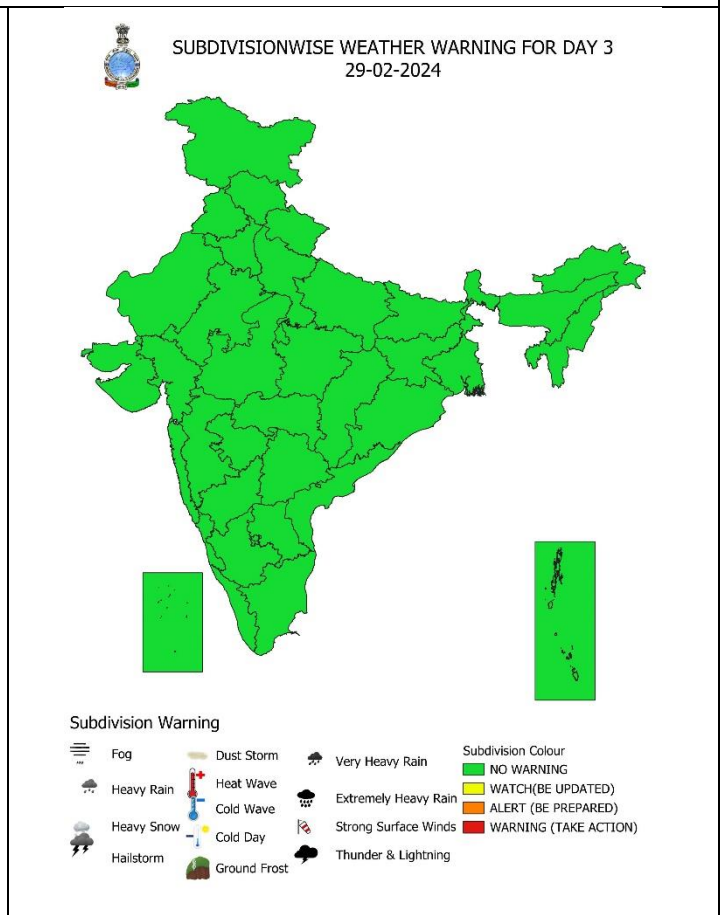 SUBDIVISIONWISE WEATHER WARNING FOR DAY 3
29-02-2024
Subdivision Warning
Fog
Heavy Rain
Heavy Snow
Hailstorm
Dust Storm
Heat Wave
Cold Wave
Cold Day
Ground Frost
Very Heavy Rain
Extremely Heavy Rain
Strong Surface Winds
Thunder & Lightning
Subdivision Colour
NO WARNING
WATCH(BE UPDATED)
ALERT (BE PREPARED)
WARNING (TAKE ACTION)